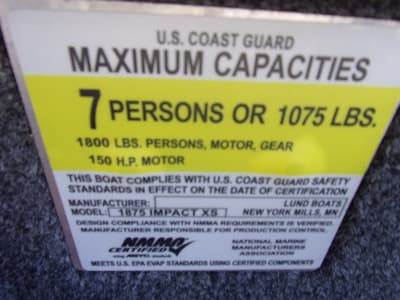 U.S. COAST GUARD
MAXIMUM CAPACITIES
7 PERSONS OR 1075 LBS.
1800 LBS. PERSONS, MOTOR, GEAR
150 H.P. MOTOR
THIS BOAT COMPLIES WITH U.S. COAST GUARD SAFETY
STANDARDS IN EFFECT ON THE DATE OF CERTIFICATION
MANUFACTURER: LUND BOATS
MODEL: 1875 IMPACT XS NEW YORK MILLS, MN
DESIGN COMPLIANCE WITH NMMA REQUIREMENTS IS VERIFIED.
MANUFACTURER RESPONSIBLE FOR PRODUCTION CONTROL.
NMMA NATIONAL MARINE
CERTIFIED MANUFACTURERS
using ABYC ASSOCIATION
MEETS U.S. EPA EVAP STANDARDS USING CERTIFIED COMPONENTS